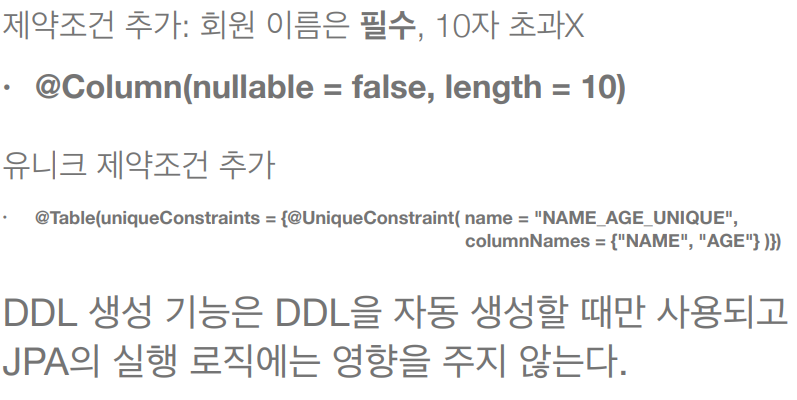 제약조건 추가: 회원 이름은 필수, 10자 초과X
• @Column(nullable = false, length = 10)
유니크 제약조건 추가
• @Table(uniqueConstraints = {@UniqueConstraint( name = "NAME_AGE_UNIQUE",
columnNames = {"NAME", "AGE"} )})
DDL 생성 기능은 DDL을 자동 생성할 때만 사용되고
JPA의 실행 로직에는 영향을 주지 않는다.